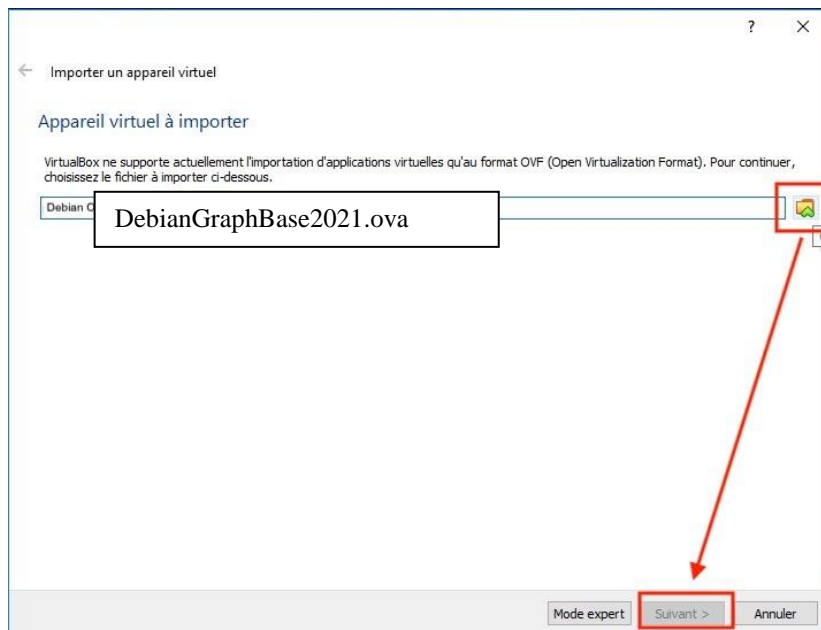 ?
Importer un appareil virtuel
Appareil virtuel à importer
VirtualBox ne supporte actuellement l'importation d'applications virtuelles qu'au format OVF (Open Virtualization Format). Pour continuer,
choisissez le fichier à importer ci-dessous.
Debian
DebianGraphBase2021.ova
Mode expert Suivant > Annuler